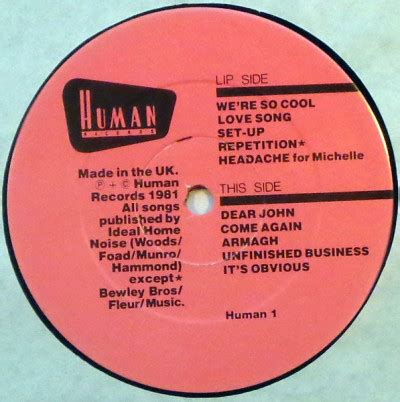 HUMAN
RECORDS
Made in the UK.
℗ + © Human
Records 1981
All songs
published by
Ideal Home
Noise (Woods/
Foad/Munro/
Hammond)
except*
Bewley Bros/
Fleur/Music.
LIP SIDE
WE'RE SO COOL
LOVE SONG
SET-UP
REPETITION*
HEADACHE for Michelle
THIS SIDE
DEAR JOHN
COME AGAIN
ARMAGH
UNFINISHED BUSINESS
IT'S OBVIOUS
Human 1